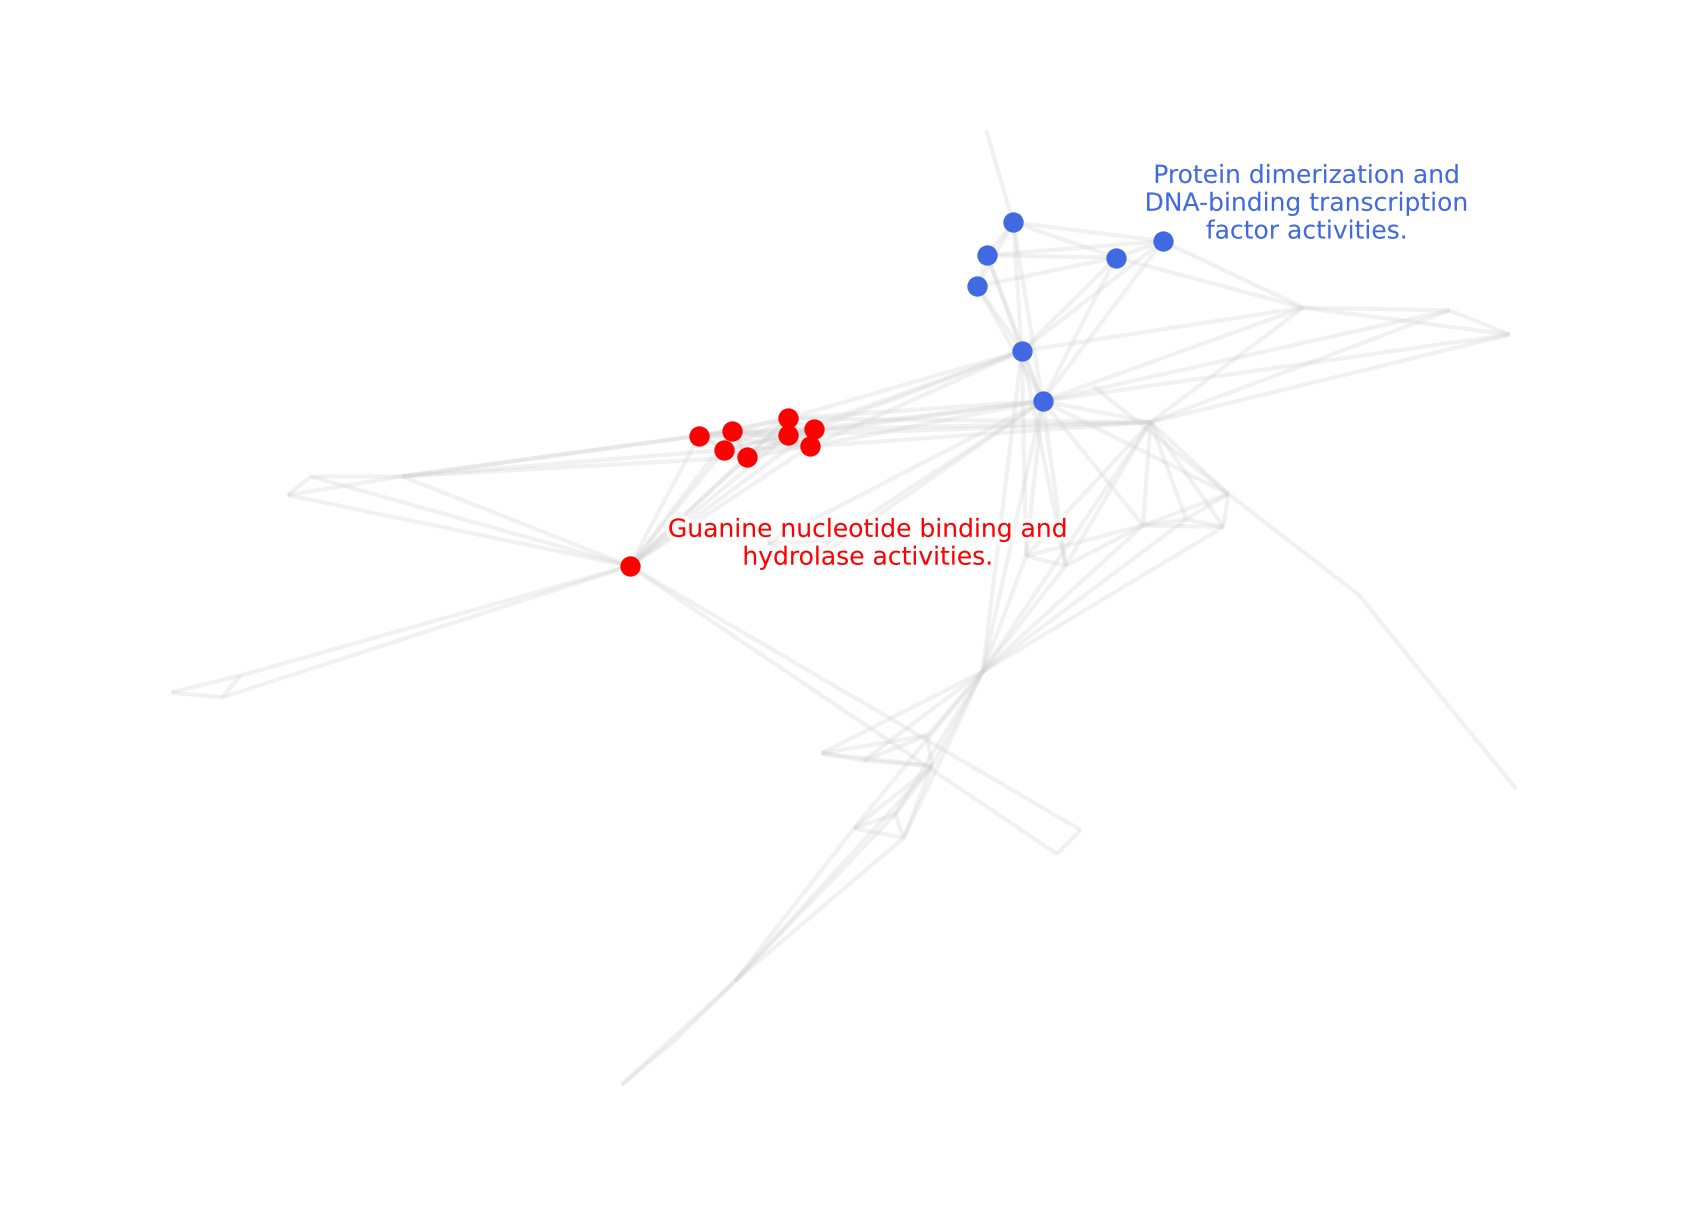 Protein dimerization and
DNA-binding transcription
factor activities.
Guanine nucleotide binding and
hydrolase activities.